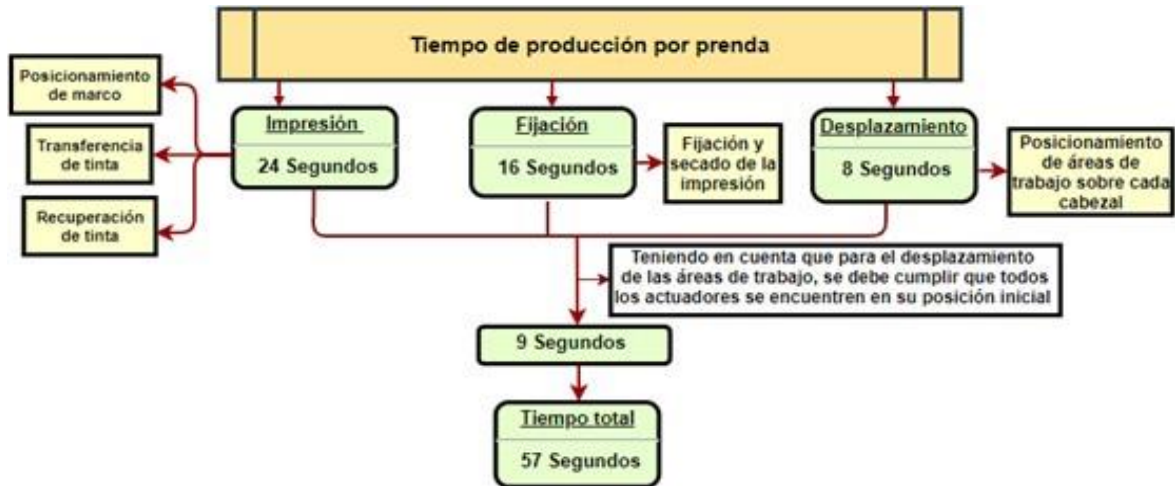 Tiempo de producción por prenda
Posicionamiento
de marco
Transferencia
de tinta
Recuperación
de tinta
Impresión
24 Segundos
Fijación
16 Segundos
Fijación y
secado de la
impresión
Desplazamiento
8 Segundos
Posicionamiento
de áreas de
trabajo sobre cada
cabezal
Teniendo en cuenta que para el desplazamiento
de las áreas de trabajo, se debe cumplir que todos
los actuadores se encuentren en su posición inicial
9 Segundos
Tiempo total
57 Segundos